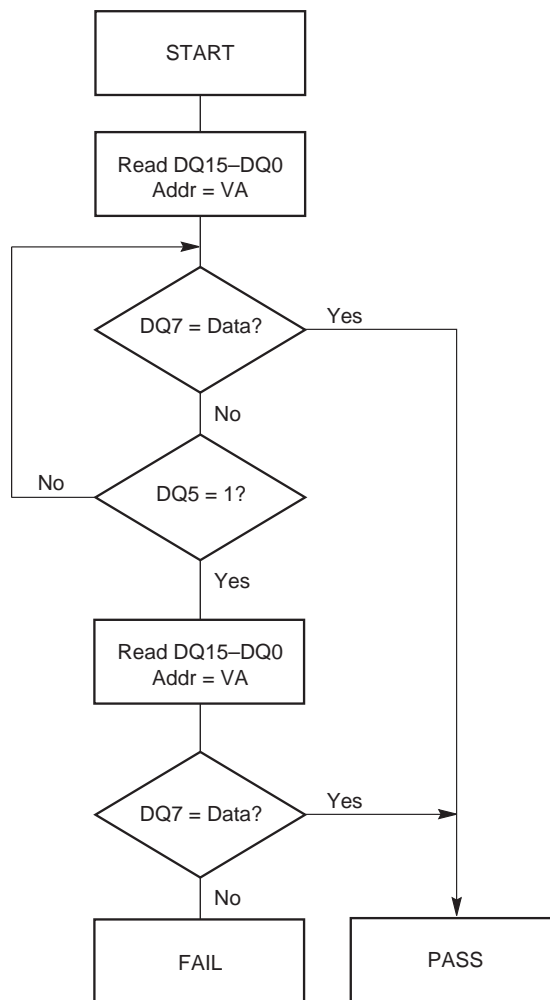 START
Read DQ15–DQ0
Addr = VA
DQ7 = Data?
Yes
No
No
DQ5 = 1?
Yes
Read DQ15–DQ0
Addr = VA
DQ7 = Data?
Yes
No
FAIL
PASS